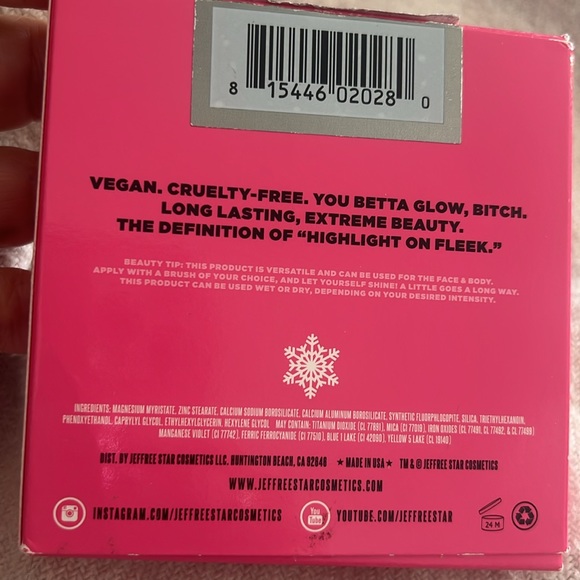 8 15446 02028 0
VEGAN. CRUELTY-FREE. YOU BETTA GLOW, BITCH.
LONG LASTING, EXTREME BEAUTY.
THE DEFINITION OF “HIGHLIGHT ON FLEEK.”
BEAUTY TIP: THIS PRODUCT IS VERSATILE AND CAN BE USED FOR THE FACE & BODY.
APPLY WITH A BRUSH OF YOUR CHOICE, AND LET YOURSELF SHINE! A LITTLE GOES A LONG WAY.
THIS PRODUCT CAN BE USED WET OR DRY, DEPENDING ON YOUR DESIRED INTENSITY.
INGREDIENTS: MAGNESIUM MYRISTATE, ZINC STEARATE, CALCIUM SODIUM BOROSILICATE, CALCIUM ALUMINUM BOROSILICATE, SYNTHETIC FLUORPHLOGOPITE, SILICA, TRIETHYLHEXANOIN,
PHENOXYETHANOL, CAPRYLYL GLYCOL, ETHYLHEXYLGLYCERIN, HEXYLENE GLYCOL MAY CONTAIN: TITANIUM DIOXIDE (CI 77891), MICA (CI 77019), IRON OXIDES (CI 77491, CI 77492, & CI 77499)
MANGANESE VIOLET (CI 77742), FERRIC FERROCYANIDE (CI 77510), BLUE 1 LAKE (CI 42090), YELLOW 5 LAKE (CI 19140)
DIST. BY JEFFREE STAR COSMETICS LLC. HUNTINGTON BEACH, CA 92648 ★MADE IN USA★ TM & © JEFFREE STAR COSMETICS
WWW.JEFFREESTARCOSMETICS.COM
INSTAGRAM.COM/JEFFREESTARCOSMETICS You Tube YOUTUBE.COM/JEFFREESTAR 24 M